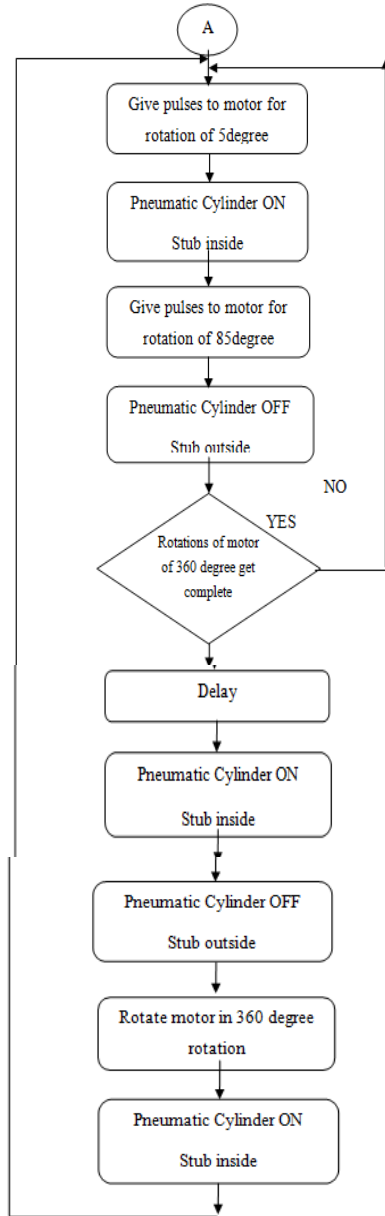 A
Give pulses to motor for
rotation of 5degree
Pneumatic Cylinder ON
Stub inside
Give pulses to motor for
rotation of 85degree
Pneumatic Cylinder OFF
Stub outside
NO
YES
Rotations of motor
of 360 degree get
complete
Delay
Pneumatic Cylinder ON
Stub inside
Pneumatic Cylinder OFF
Stub outside
Rotate motor in 360 degree
rotation
Pneumatic Cylinder ON
Stub inside